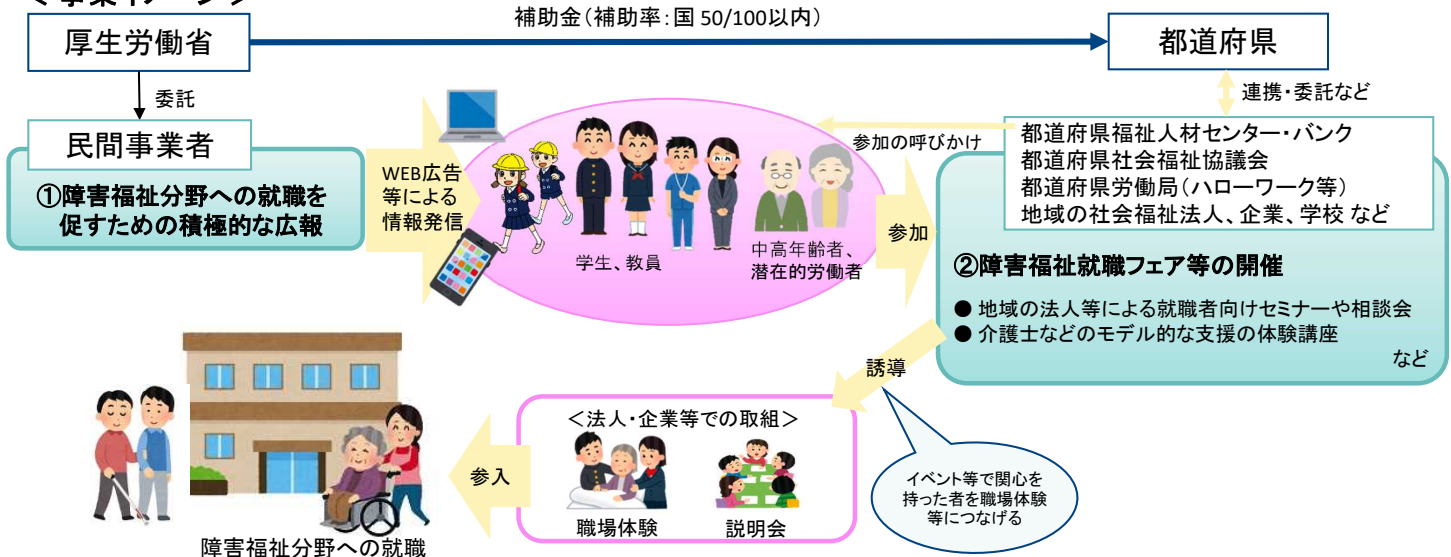 補助金(補助率:国 50/100以内)
厚生労働省
都道府県
委託
連携・委託など
民間事業者
①障害福祉分野への就職を
促すための積極的な広報
WEB広告
等による
情報発信
学生、教員
中高年齢者、
潜在的労働者
参加の呼びかけ
参加
都道府県福祉人材センター・バンク
都道府県社会福祉協議会
都道府県労働局(ハローワーク等)
地域の社会福祉法人、企業、学校 など
②障害福祉就職フェア等の開催
● 地域の法人等による就職者向けセミナーや相談会
● 介護士などのモデル的な支援の体験講座
など
誘導
イベント等で関心を
持った者を職場体験
等につなげる
<法人・企業等での取組>
職場体験
説明会
参入
障害福祉分野への就職